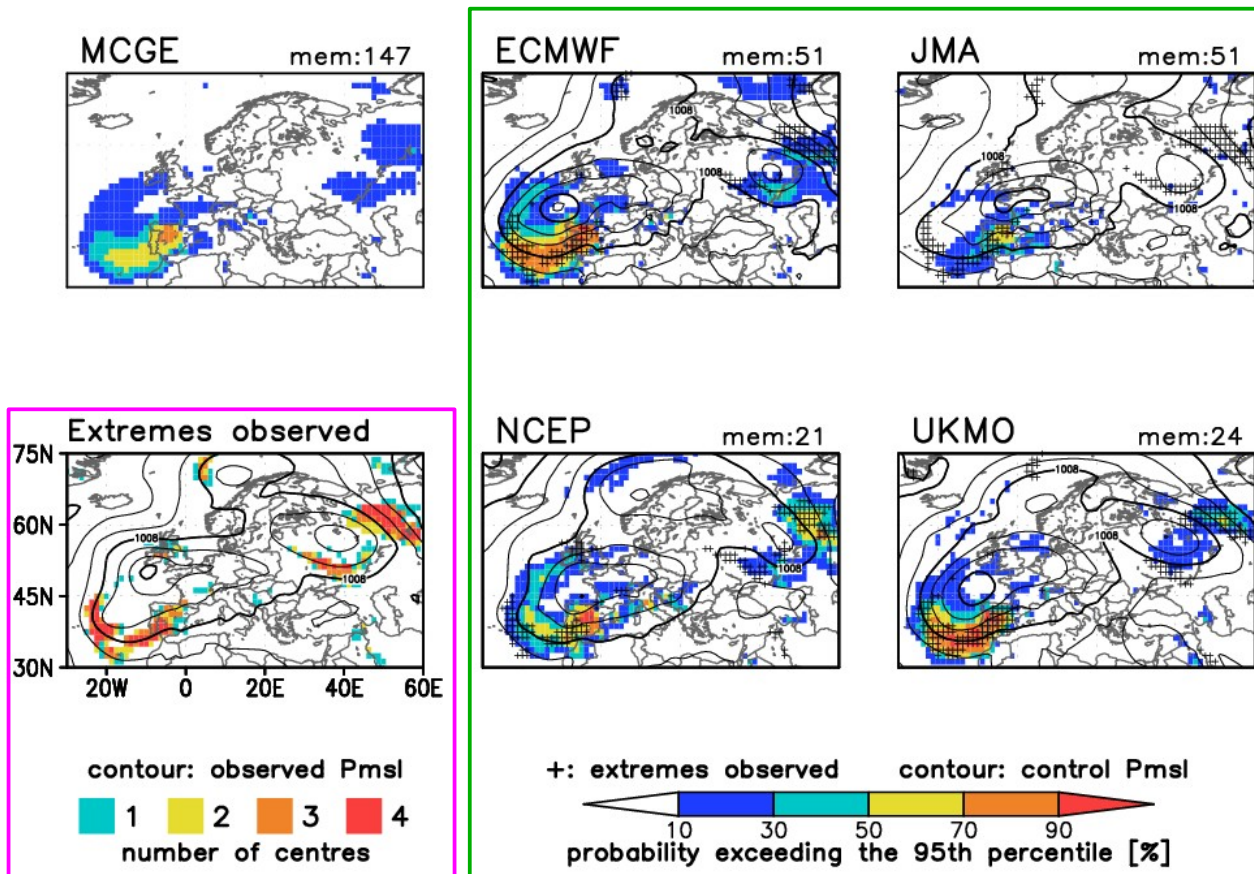 MCGE mem:147
ECMWF mem:51
JMA mem:51
1008
1008
1008
1008
Extremes observed
NCEP mem:21
UKMO mem:24
75N
60N
45N
30N
20W 0 20E 40E 60E
1008
1008
1008
1008
1008
contour: observed Pmsl
1 2 3 4
number of centres
+: extremes observed contour: control Pmsl
10 30 50 70 90
probability exceeding the 95th percentile [%]